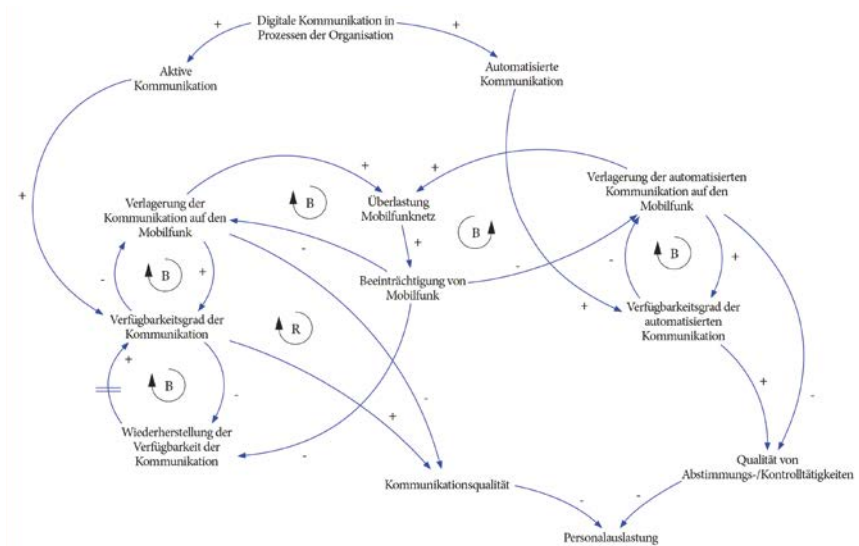 Digitale Kommunikation in
Prozessen der Organisation
+
+
Aktive
Kommunikation
Automatisierte
Kommunikation
+
+
+
Verlagerung der automatisierten
Kommunikation auf den
Mobilfunk
Verlagerung der
Kommunikation auf den
Mobilfunk
B
Überlastung
Mobilfunknetz
+
B
-
-
B
+
-
+
-
B
+
Beeinträchtigung von
Mobilfunk
+
Verfügbarkeitsgrad der
automatisierten
Kommunikation
Verfügbarkeitsgrad der
Kommunikation
R
+
B
-
+
-
+
-
-
Wiederherstellung der
Verfügbarkeit der
Kommunikation
-
Kommunikationsqualität
Qualität von
Abstimmungs-/Kontrolltätigkeiten
-
-
Personalauslastung